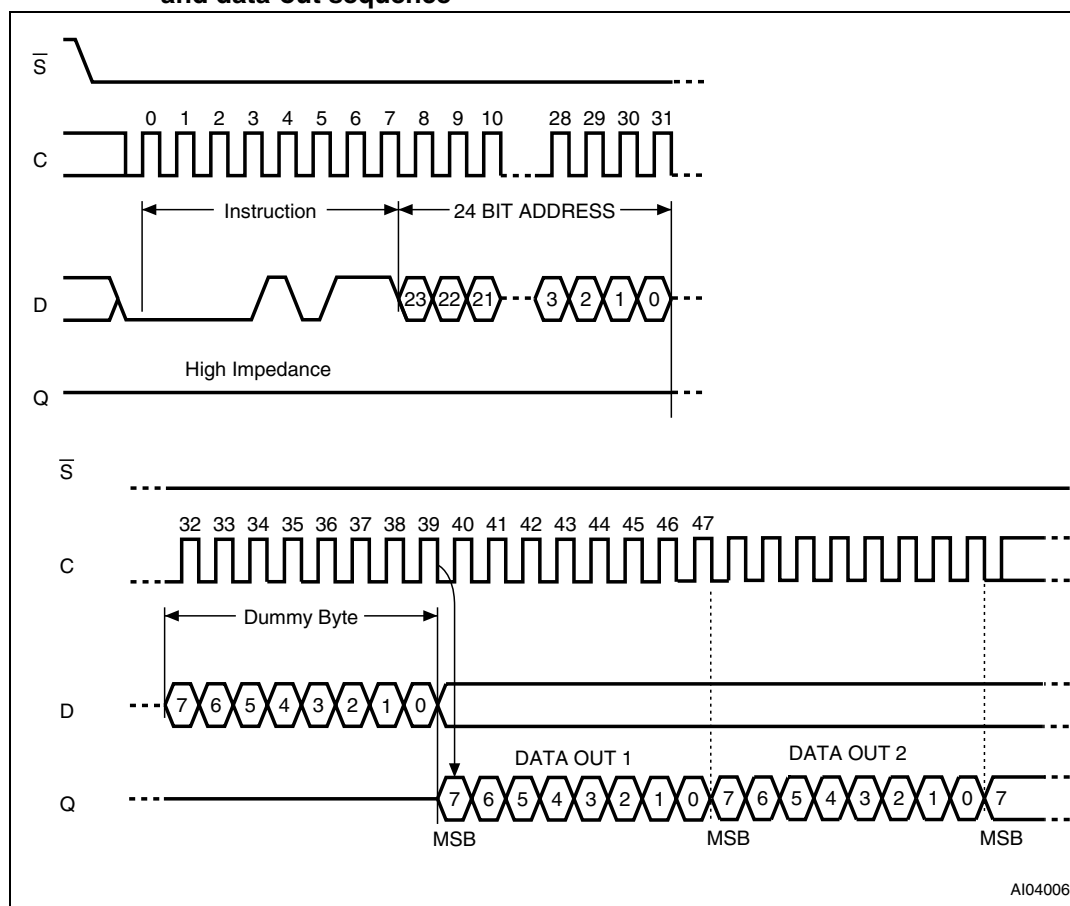 and data-out sequence
S
0 1 2 3 4 5 6 7 8 9 10 28 29 30 31
C
Instruction 24 BIT ADDRESS
D 23 22 21 3 2 1 0
High Impedance
Q
S
32 33 34 35 36 37 38 39 40 41 42 43 44 45 46 47
C
Dummy Byte
D 7 6 5 4 3 2 1 0
DATA OUT 1 DATA OUT 2
Q 7 6 5 4 3 2 1 0 7 6 5 4 3 2 1 0 7
MSB MSB MSB
AI04006